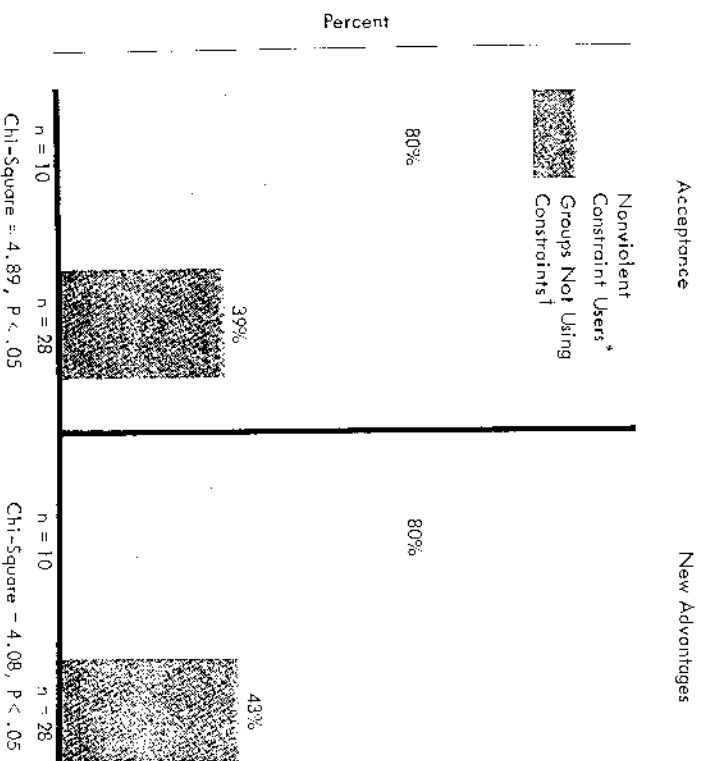 Percent
Acceptance
Nonviolent
Constraint Users*
Groups Not Using
Constraints†
80%
39%
n = 10
n = 28
Chi-Square = 4.89, P < .05
New Advantages
80%
43%
n = 10
n = 28
Chi-Square = 4.08, P < .05